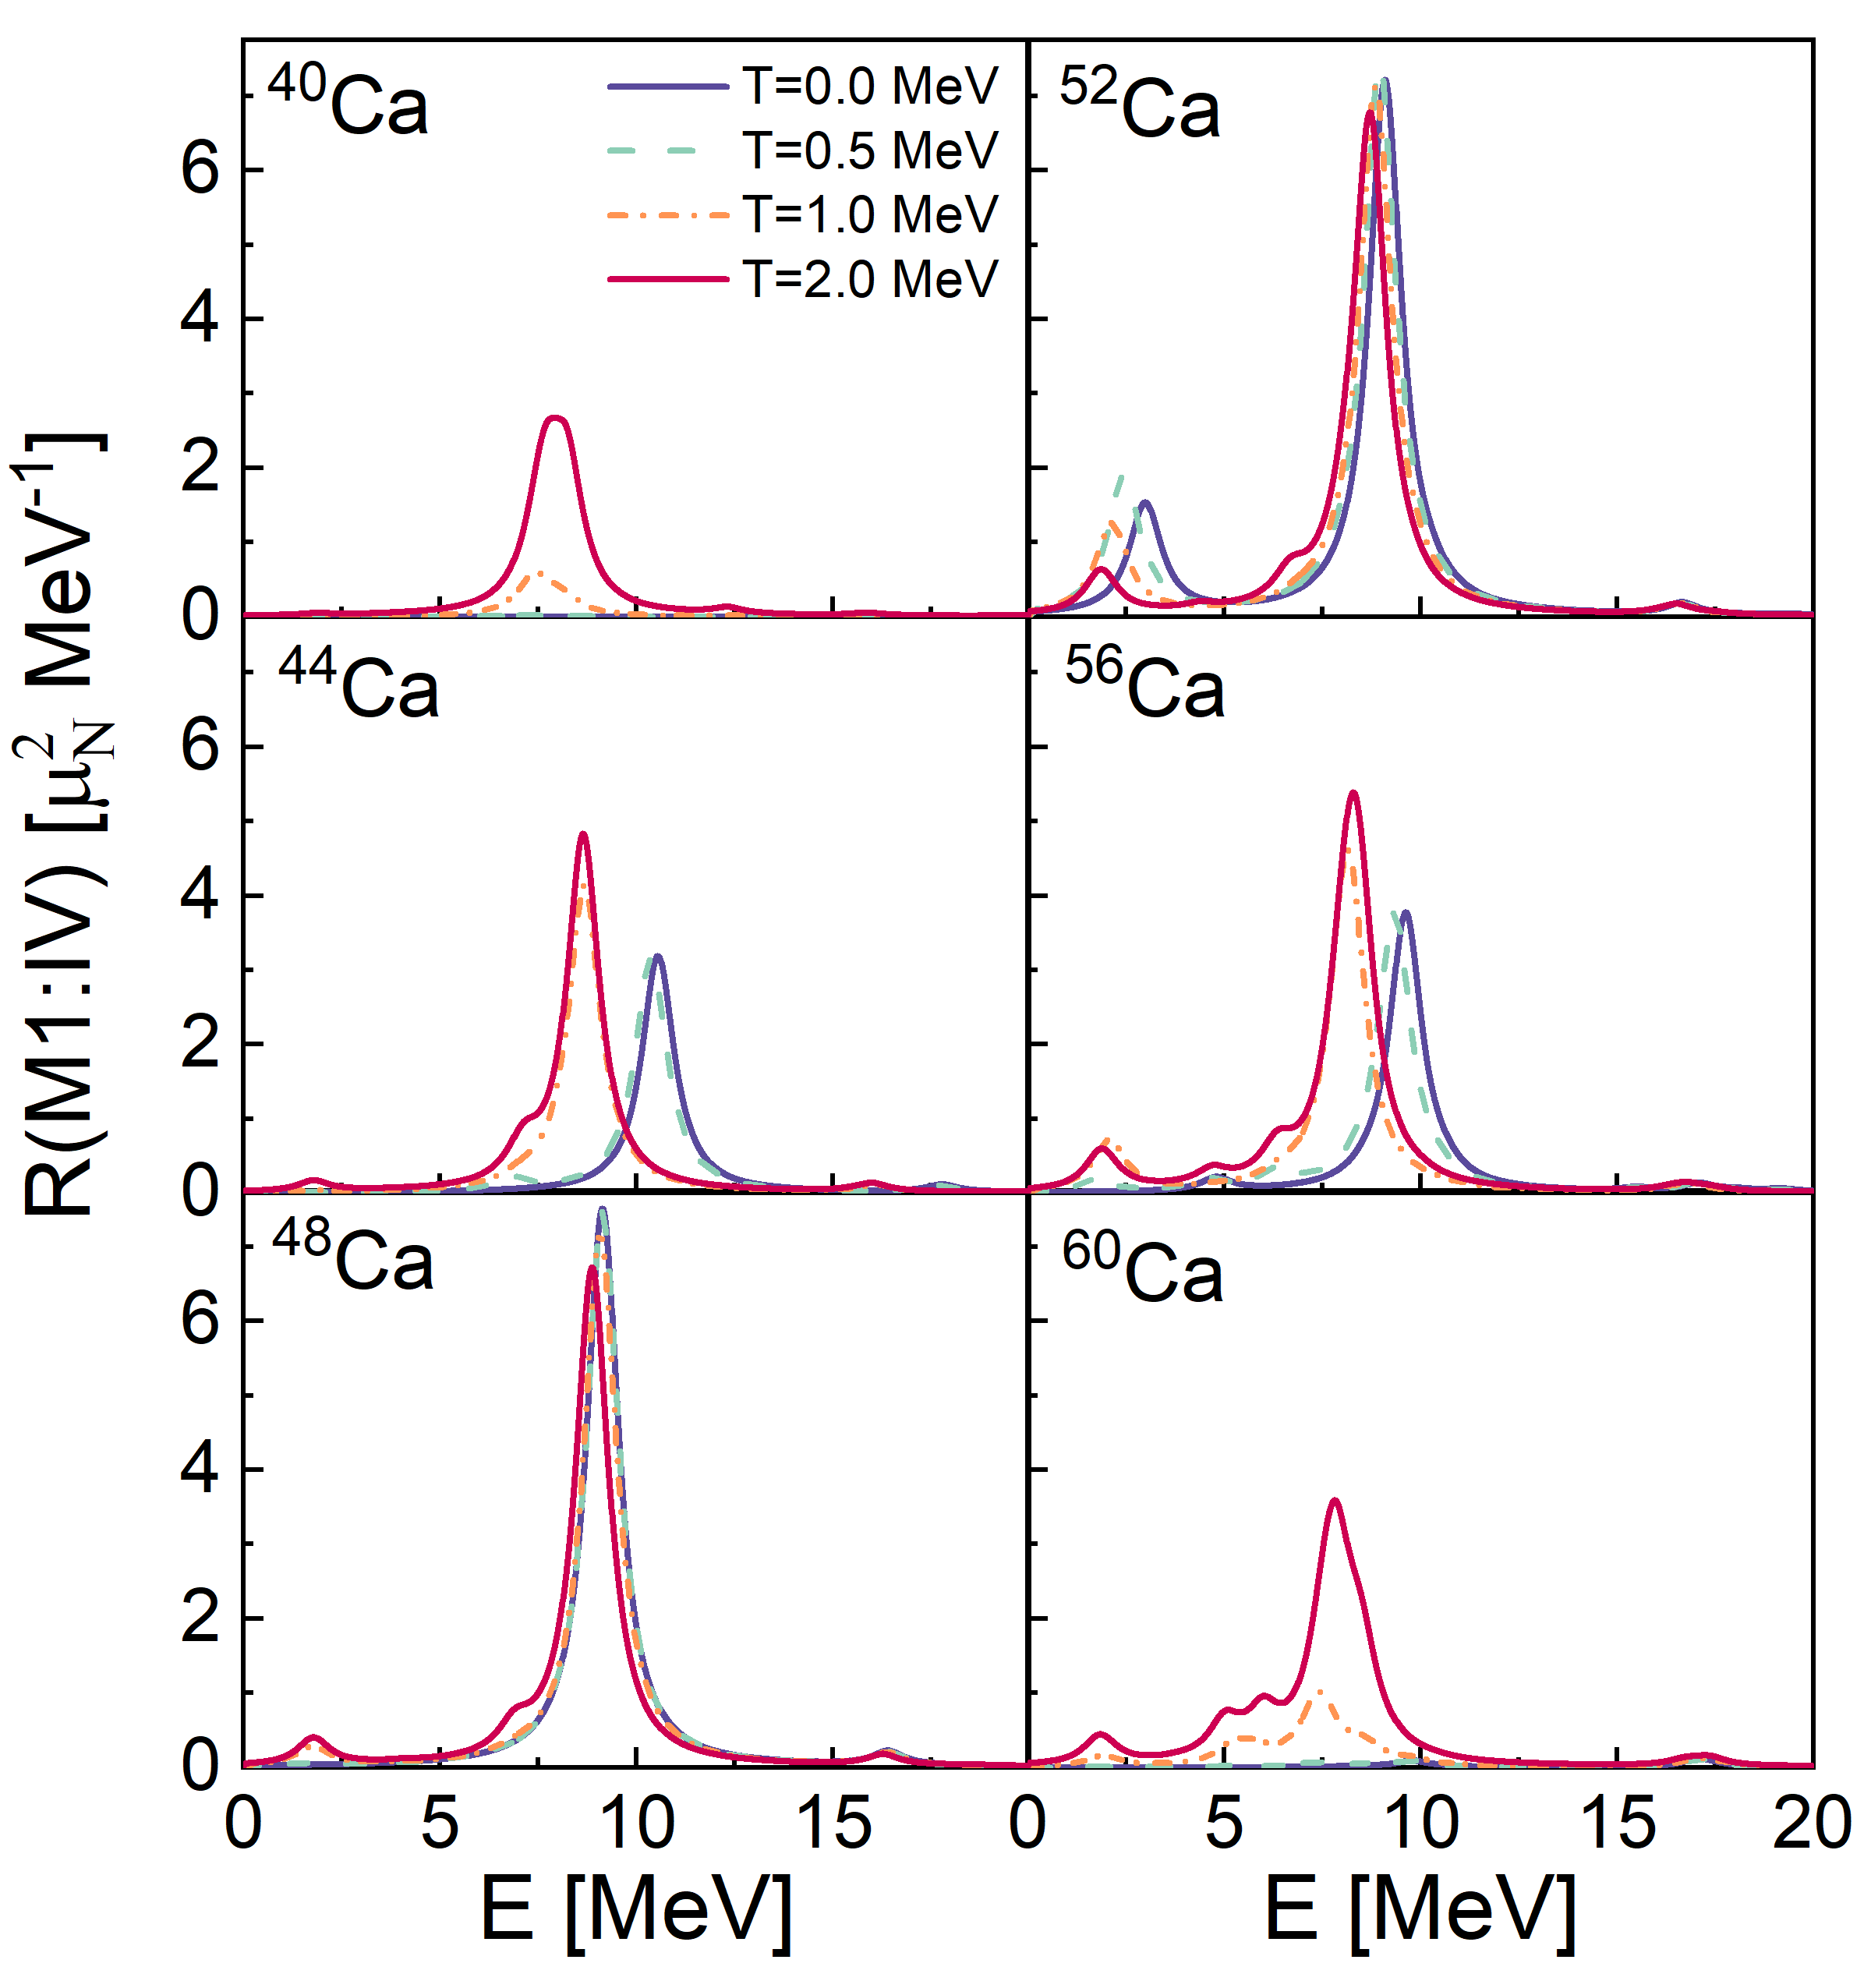 R(M1:IV) [μ²N MeV⁻¹]
⁴⁰Ca
T=0.0 MeV
T=0.5 MeV
T=1.0 MeV
T=2.0 MeV
6
4
2
0
⁵²Ca
⁴⁴Ca
6
4
2
0
⁵⁶Ca
⁴⁸Ca
6
4
2
0
⁶⁰Ca
0 5 10 15 0 5 10 15 20
E [MeV] E [MeV]